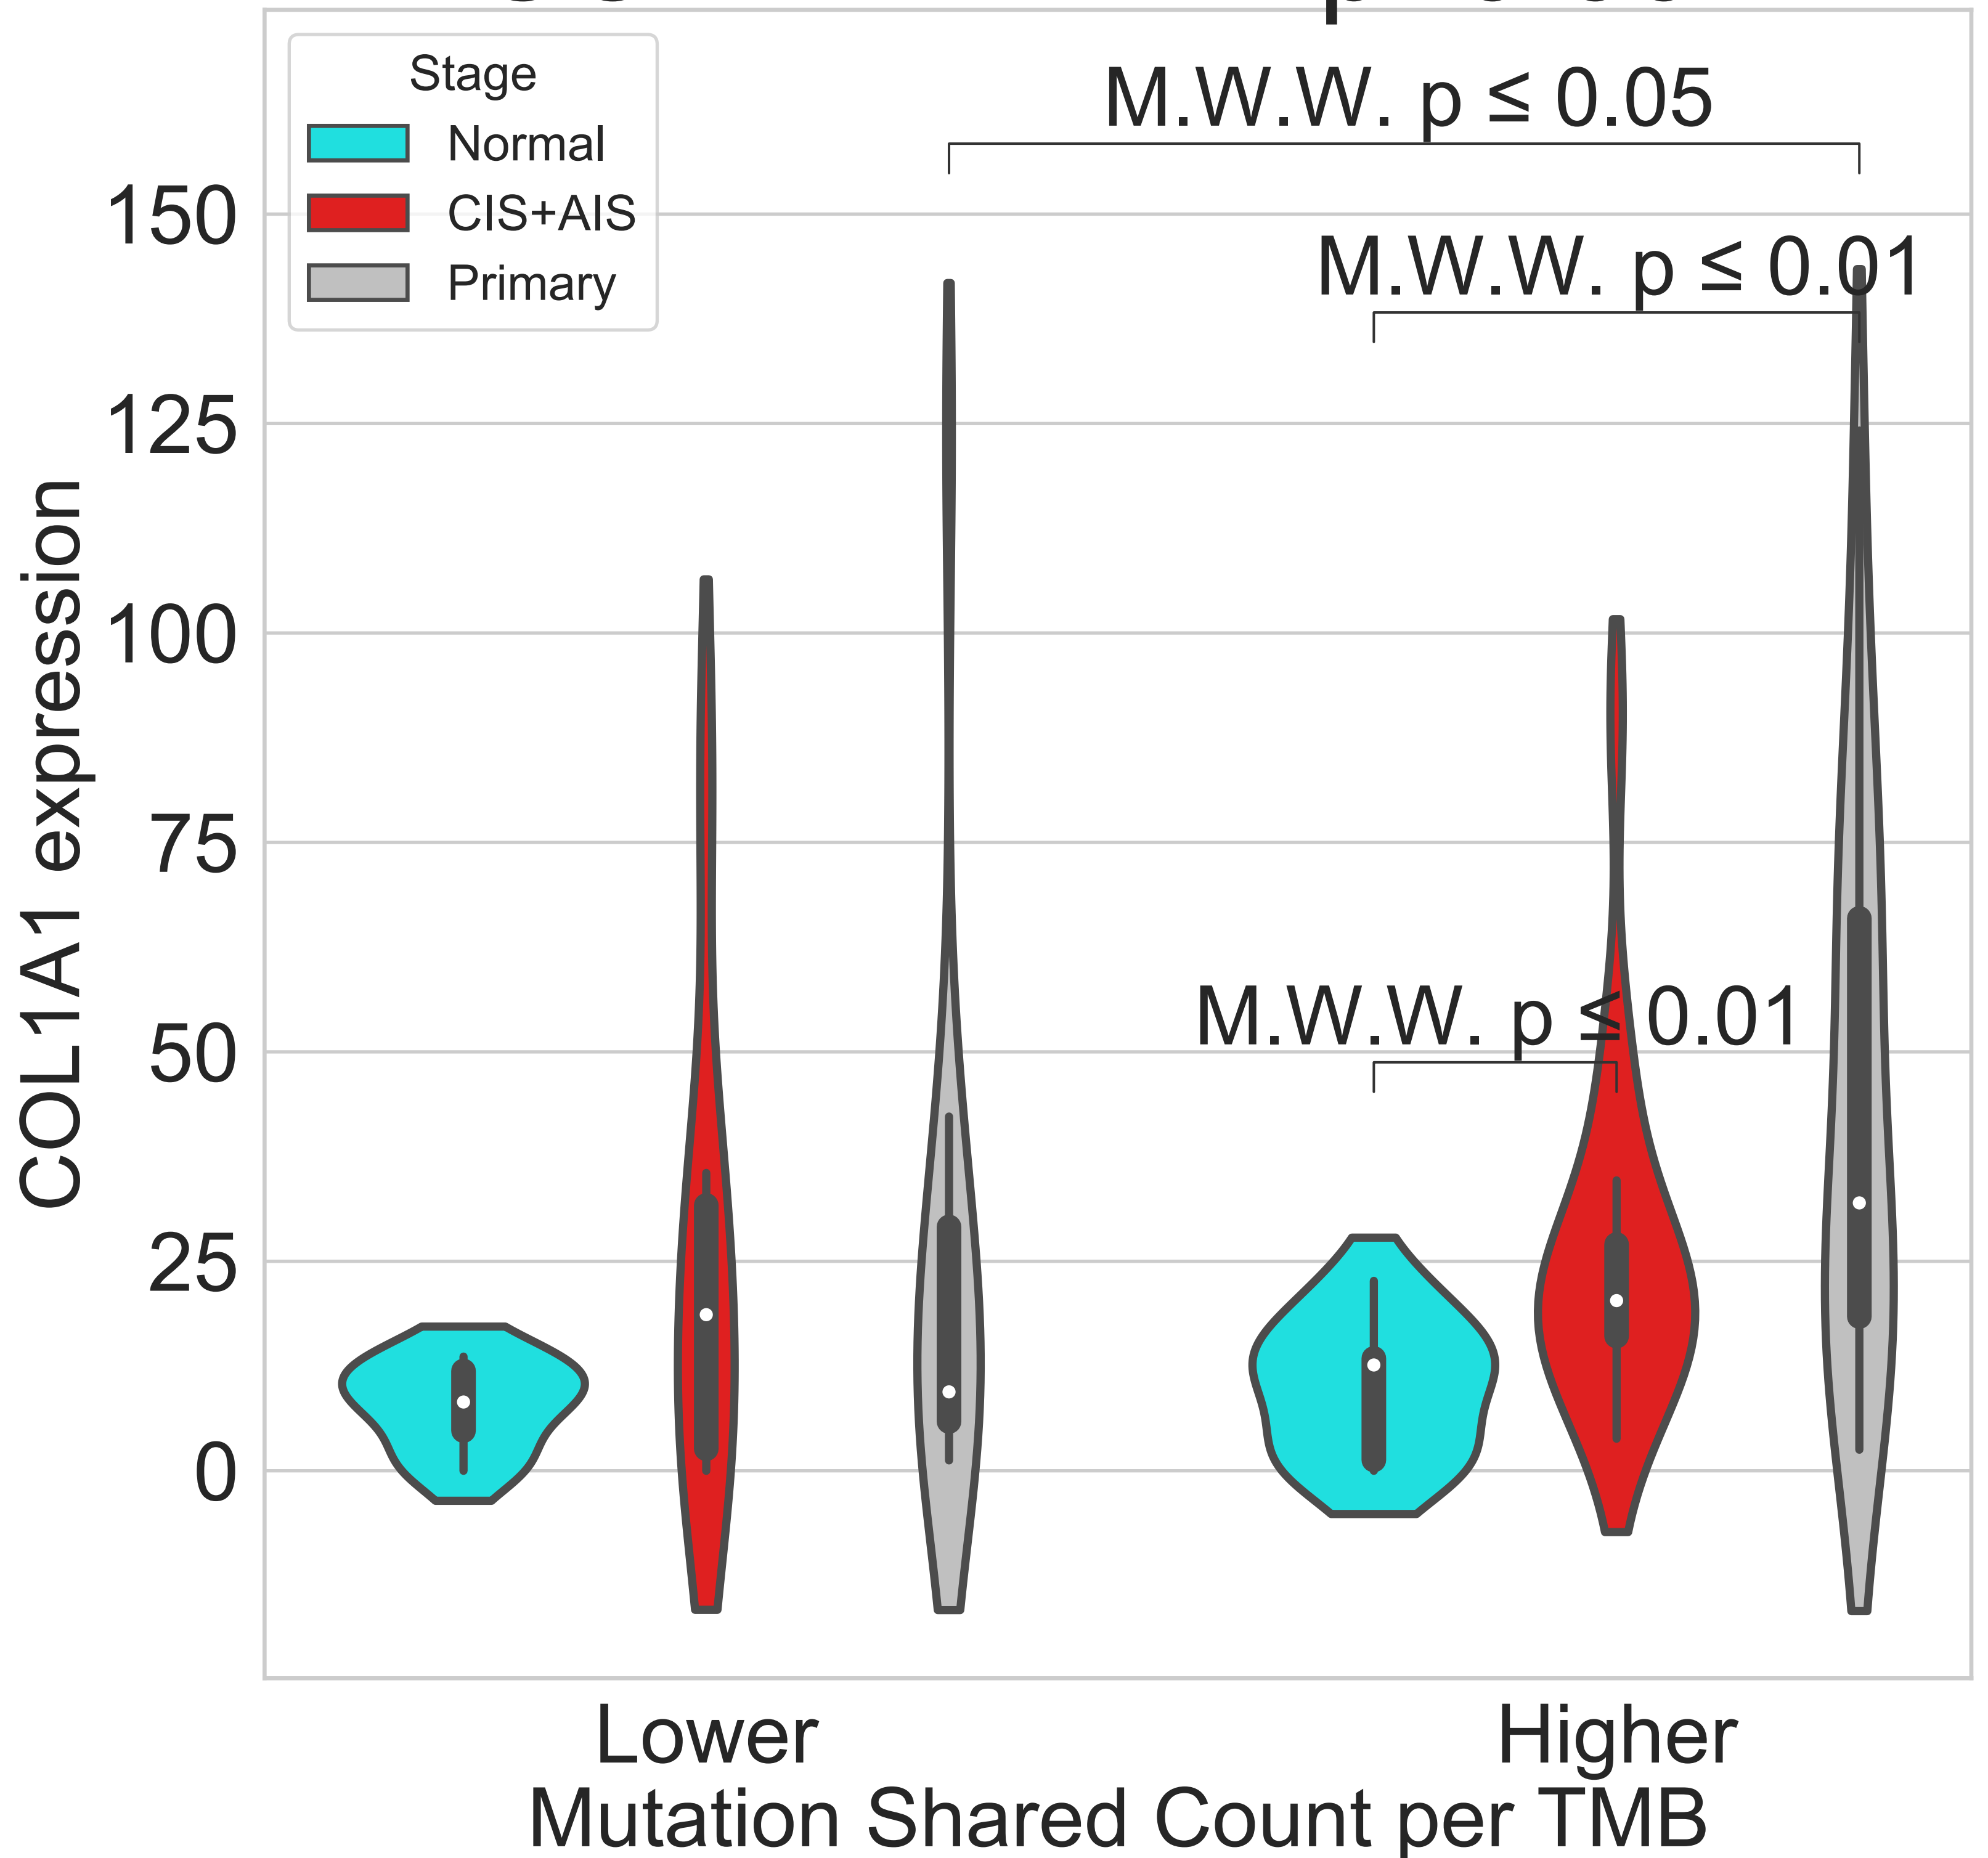 Stage
Normal
CIS+AIS
Primary
M.W.W. p ≤ 0.05
M.W.W. p ≤ 0.01
M.W.W. p ≤ 0.01
150
125
100
75
50
25
0
COL1A1 expression
Lower
Higher
Mutation Shared Count per TMB